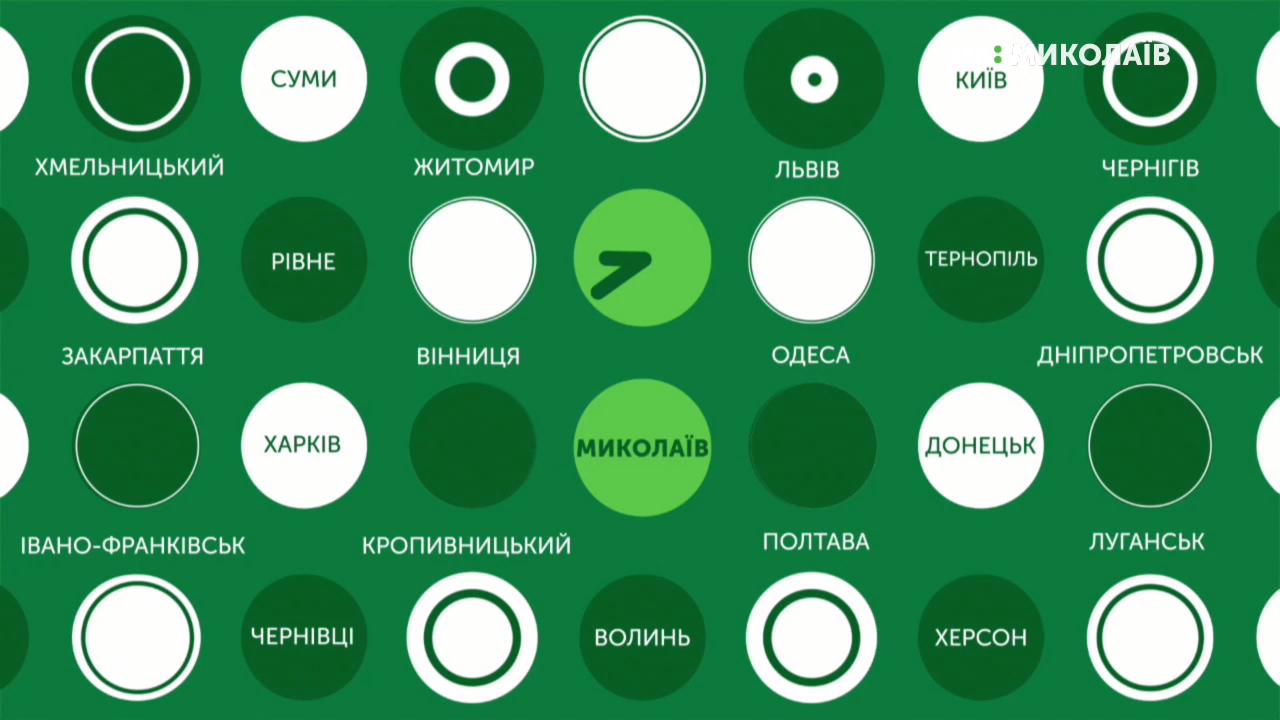 : МИКОЛАЇВ
СУМИ
КИЇВ
ХМЕЛЬНИЦЬКИЙ
ЖИТОМИР
ЛЬВІВ
ЧЕРНІГІВ
РІВНЕ
ТЕРНОПІЛЬ
ЗАКАРПАТТЯ
ВІННИЦЯ
ОДЕСА
ДНІПРОПЕТРОВСЬК
ХАРКІВ
МИКОЛАЇВ
ДОНЕЦЬК
ІВАНО-ФРАНКІВСЬК
КРОПИВНИЦЬКИЙ
ПОЛТАВА
ЛУГАНСЬК
ЧЕРНІВЦІ
ВОЛИНЬ
ХЕРСОН